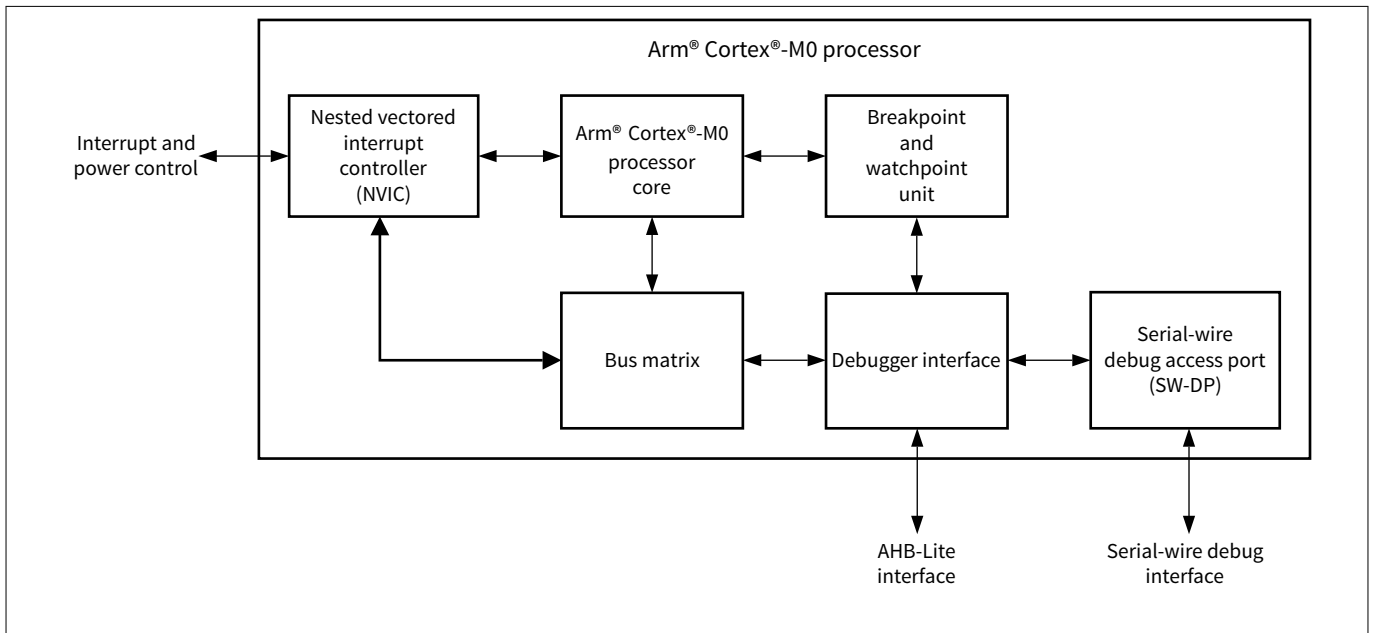 Arm® Cortex®-M0 processor
Interrupt and
power control
Nested vectored
interrupt
controller
(NVIC)
Arm® Cortex®-M0
processor
core
Breakpoint
and
watchpoint
unit
Bus matrix
Debugger interface
Serial-wire
debug access port
(SW-DP)
AHB-Lite
interface
Serial-wire debug
interface